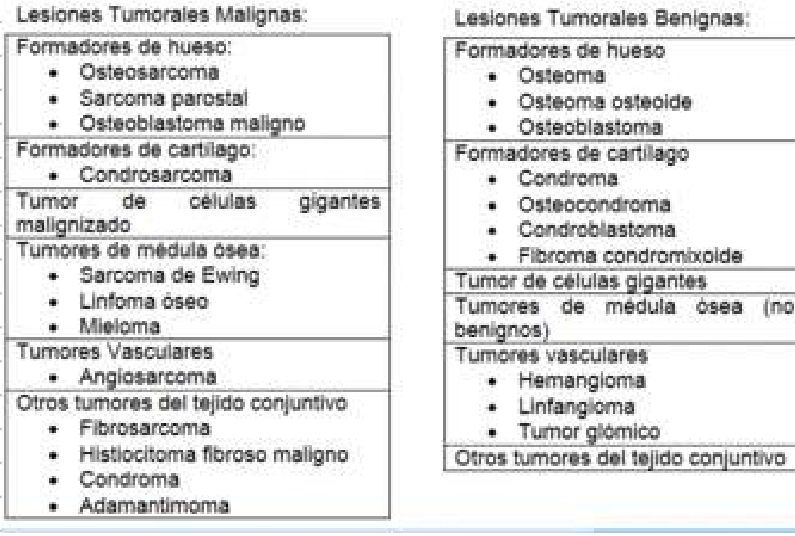 Lesiones Tumorales Malignas:
Formadores de hueso:
• Osteosarcoma
• Sarcoma parostal
• Osteoblastoma maligno
Formadores de cartílago:
• Condrosarcoma
Tumor de células gigantes
malignizado
Tumores de médula ósea:
• Sarcoma de Ewing
• Linfoma óseo
• Mieloma
Tumores Vasculares
• Angiosarcoma
Otros tumores del tejido conjuntivo
• Fibrosarcoma
• Histiocitoma fibroso maligno
• Condroma
• Adamantimoma
Lesiones Tumorales Benignas:
Formadores de hueso
• Osteoma
• Osteoma osteoide
• Osteoblastoma
Formadores de cartílago
• Condroma
• Osteocondroma
• Condroblastoma
• Fibroma condromixoide
Tumor de células gigantes
Tumores de médula ósea (no
benignos)
Tumores vasculares
• Hemangioma
• Linfangioma
• Tumor glómico
Otros tumores del tejido conjuntivo